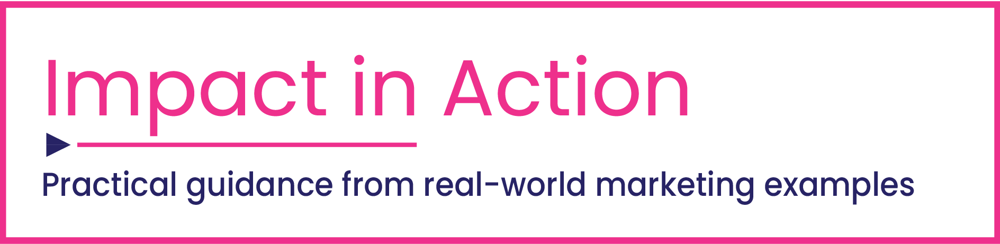 Impact in Action
Practical guidance from real-world marketing examples